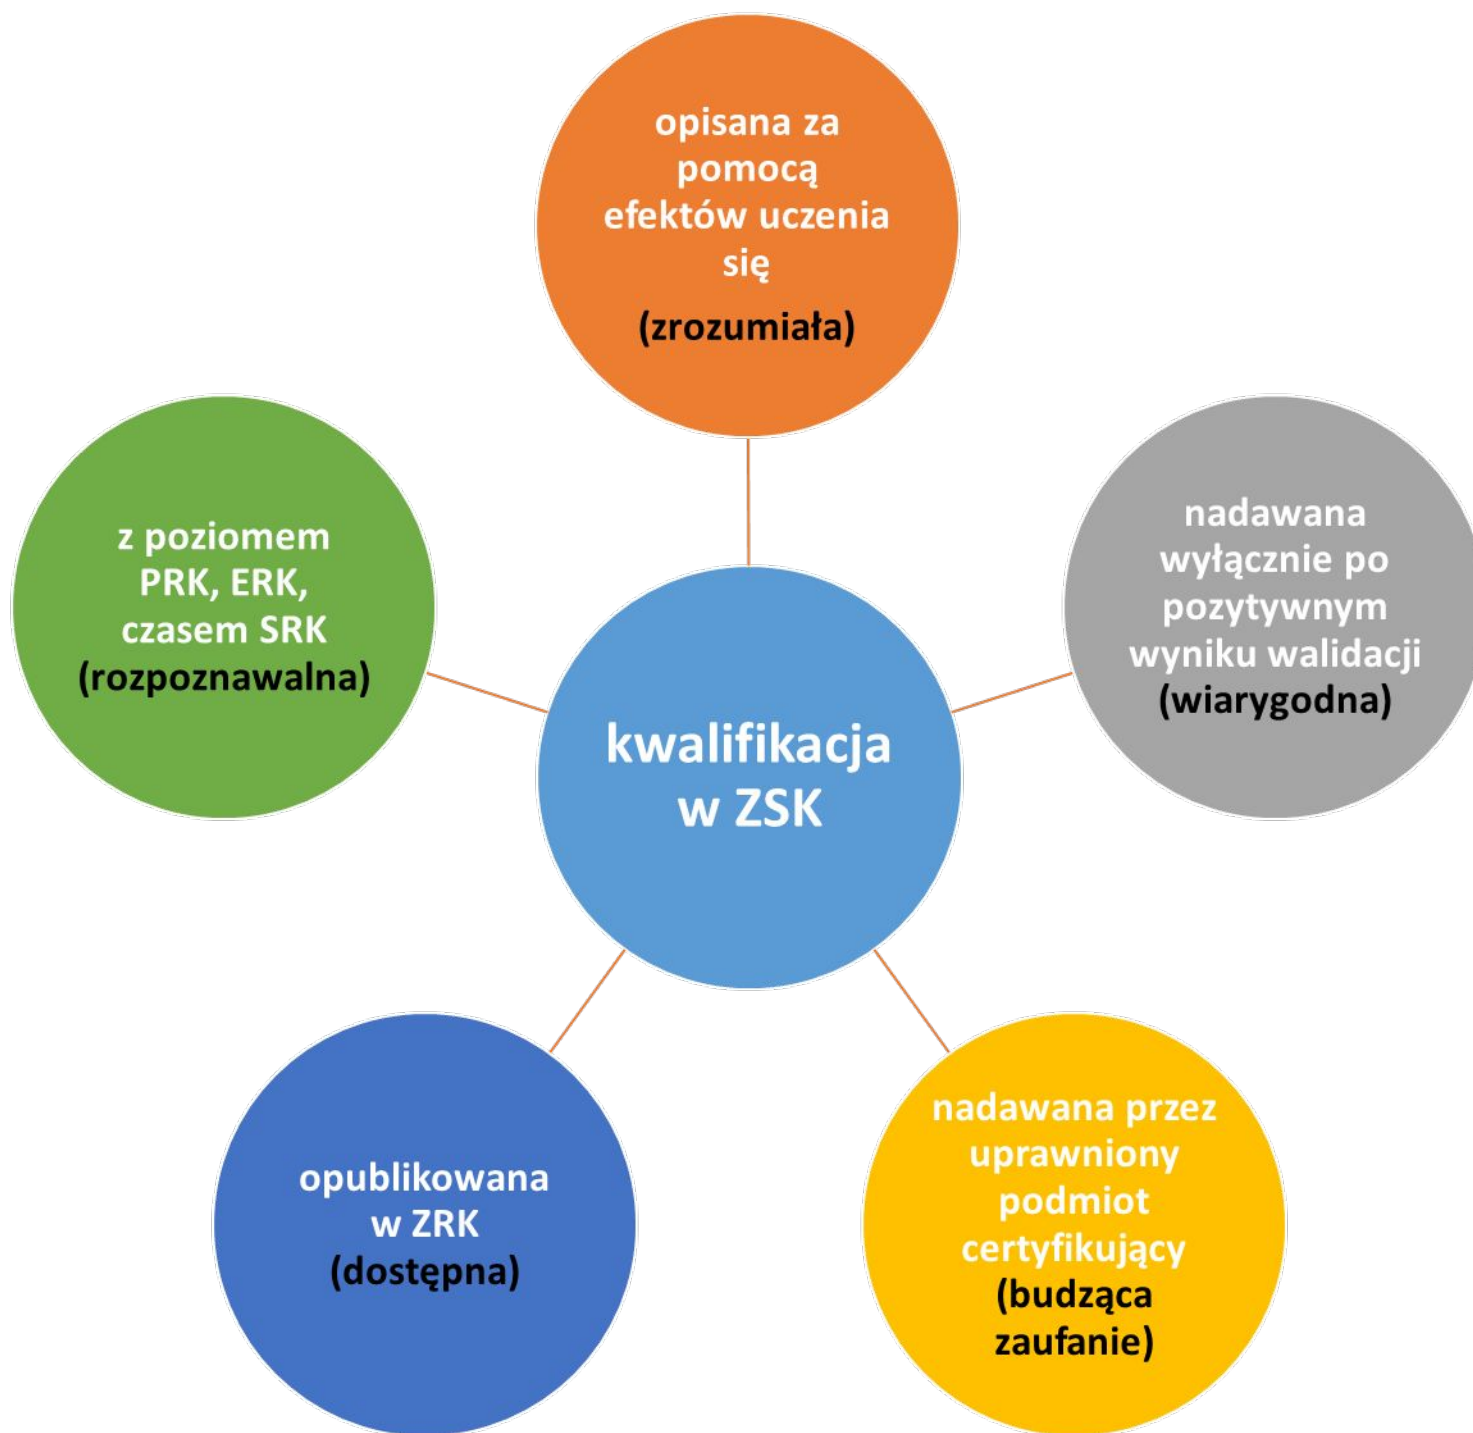 opisana za
pomocą
efektów uczenia
się
(zrozumiała)
nadawana
wyłącznie po
pozytywnym
wyniku walidacji
(wiarygodna)
nadawana przez
uprawniony
podmiot
certyfikujący
(budząca
zaufanie)
opublikowana
w ZRK
(dostępna)
z poziomem
PRK, ERK,
czasem SRK
(rozpoznawalna)
kwalifikacja
w ZSK